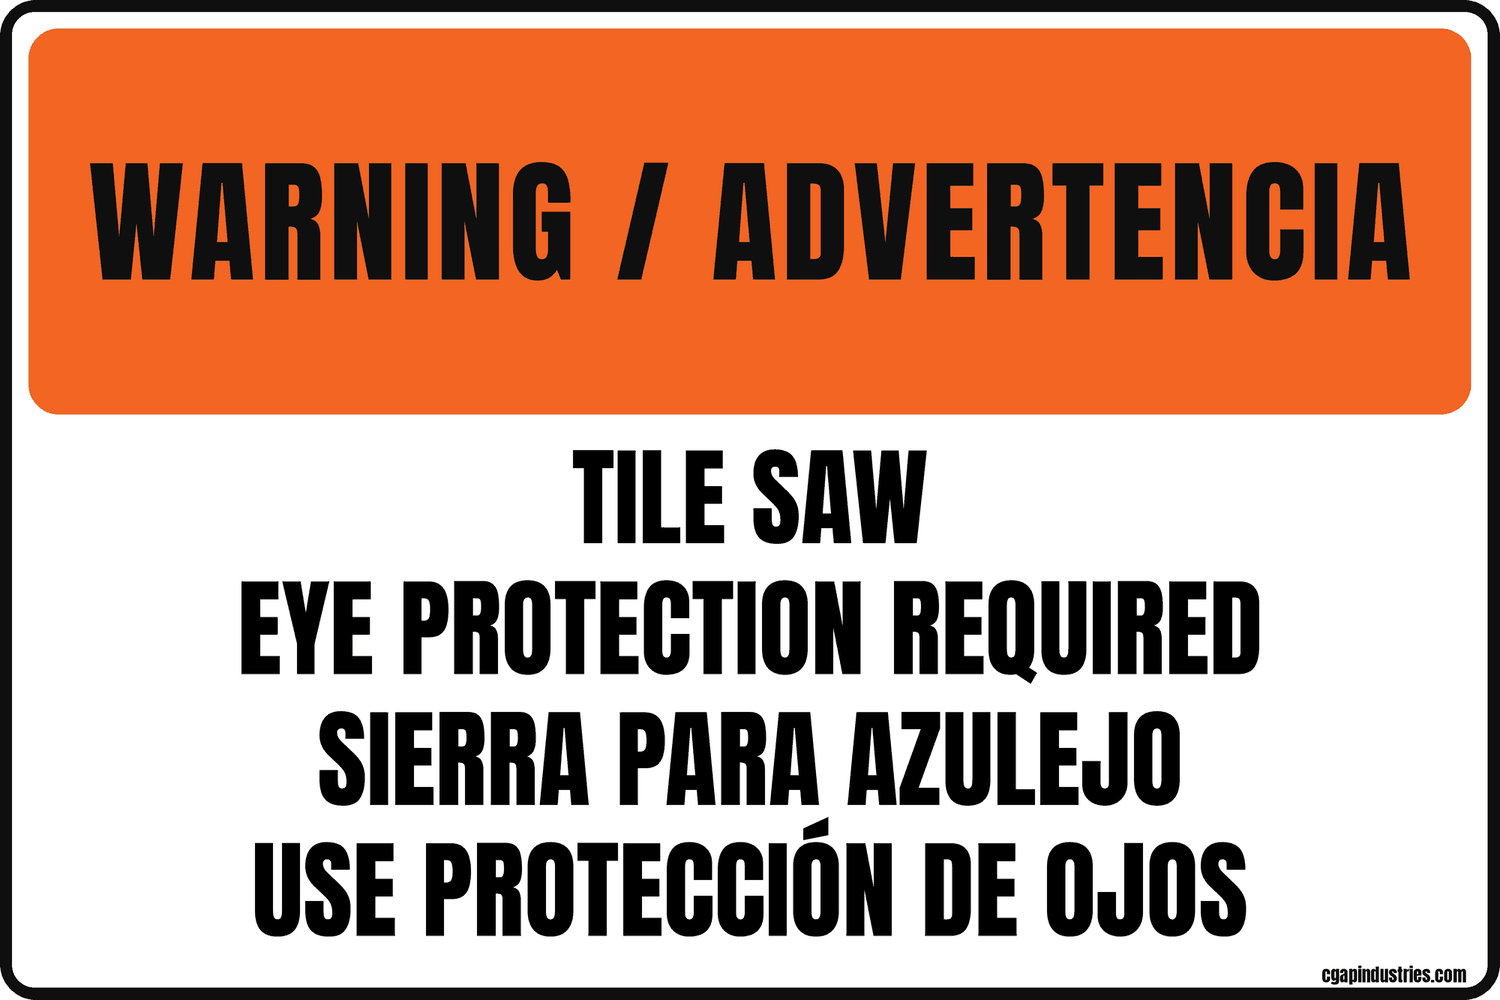 WARNING / ADVERTENCIA
TILE SAW
EYE PROTECTION REQUIRED
SIERRA PARA AZULEJO
USE PROTECCIÓN DE OJOS
cgapindustries.com